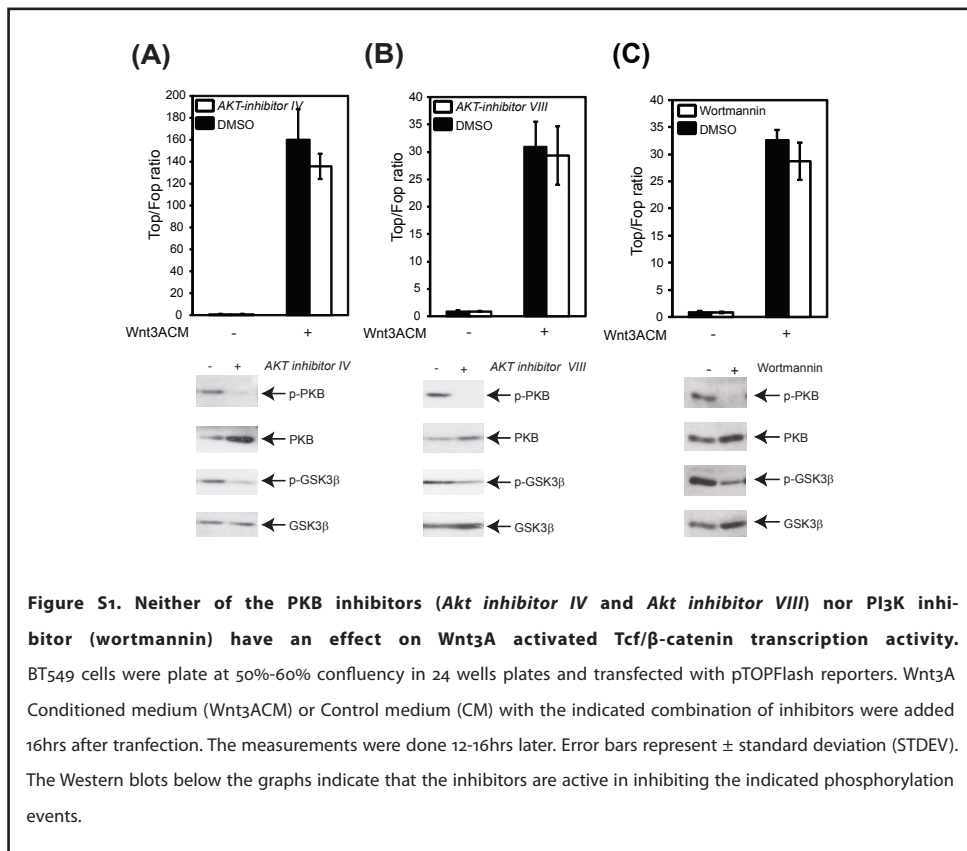 (A)
(B)
(C)
200
180
160
140
120
100
80
60
40
20
0
Top/Fop ratio
AKT-inhibitor IV
DMSO
Wnt3ACM
-
+
40
35
30
25
20
15
10
5
0
Top/Fop ratio
AKT-inhibitor VIII
DMSO
-
+
40
35
30
25
20
15
10
5
0
Top/Fop ratio
Wortmannin
DMSO
-
+
- + AKT inhibitor IV
p-PKB
PKB
p-GSK3β
GSK3β
- + AKT inhibitor VIII
p-PKB
PKB
p-GSK3β
GSK3β
- + Wortmannin
p-PKB
PKB
p-GSK3β
GSK3β
Figure S1. Neither of the PKB inhibitors (Akt inhibitor IV and Akt inhibitor VIII) nor PI3K inhi-
bitor (wortmannin) have an effect on Wnt3A activated Tcf/β-catenin transcription activity.
BT549 cells were plate at 50%-60% confluency in 24 wells plates and transfected with pTOPFlash reporters. Wnt3A
Conditioned medium (Wnt3ACM) or Control medium (CM) with the indicated combination of inhibitors were added
16hrs after tranfection. The measurements were done 12-16hrs later. Error bars represent ± standard deviation (STDEV).
The Western blots below the graphs indicate that the inhibitors are active in inhibiting the indicated phosphorylation
events.